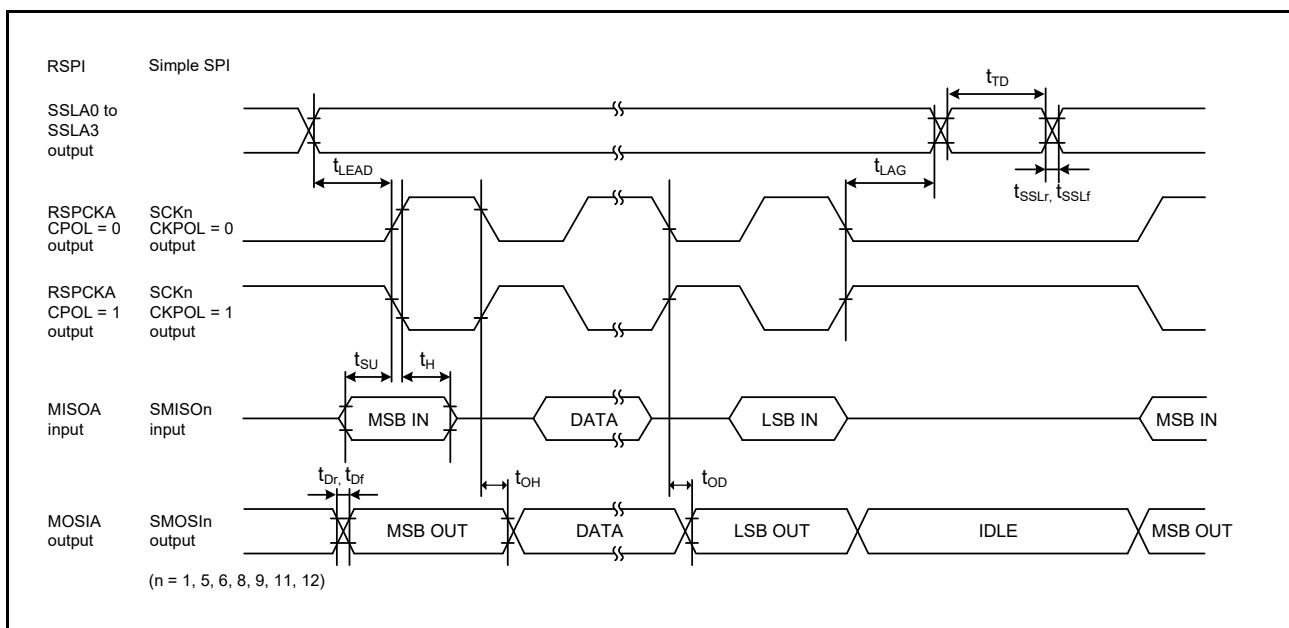 RSPI Simple SPI
SSLA0 to
SSLA3
output
tTD
tLEAD
tLAG
tSSLr, tSSLf
RSPCKA SCKn
CPOL = 0 CKPOL = 0
output output
RSPCKA SCKn
CPOL = 1 CKPOL = 1
output output
tSU tH
MISOA SMISOn
input input
MSB IN DATA LSB IN MSB IN
tDr, tDf
tOH tOD
MOSIA SMOSIn
output output
MSB OUT DATA LSB OUT IDLE MSB OUT
(n = 1, 5, 6, 8, 9, 11, 12)